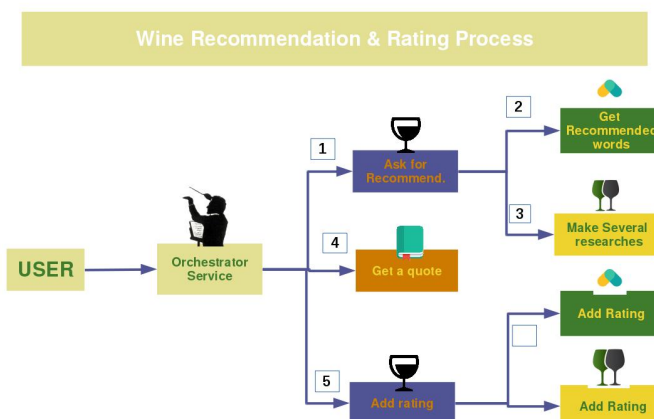 Wine Recommendation & Rating Process
2
Get
Recommended
words
1
Ask for
Recommend.
3
Make Several
researches
4
USER
Orchestrator
Service
Get a quote
Add Rating
5
Add rating
Add Rating